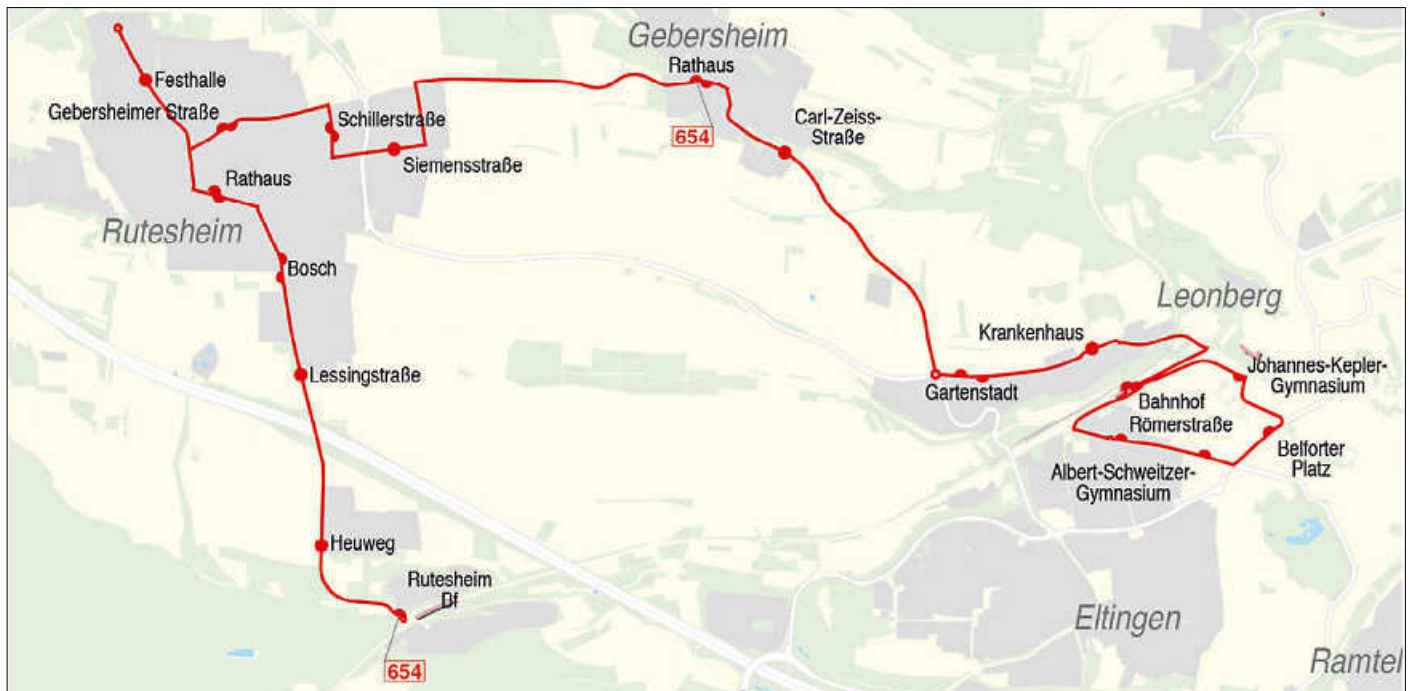 Gebersheim
Festhalle
Rathaus
Gebersheimer Straße
Schillerstraße
Carl-Zeiss-
Straße
654
Siemensstraße
Rathaus
Rutesheim
Bosch
Leonberg
Krankenhaus
Lessingstraße
Johannes-Kepler-
Gymnasium
Gartenstadt
Bahnhof
Römerstraße
Belforter
Platz
Albert-Schweitzer-
Gymnasium
Heuweg
Rutesheim
Bf
Eltingen
654
Ramtel